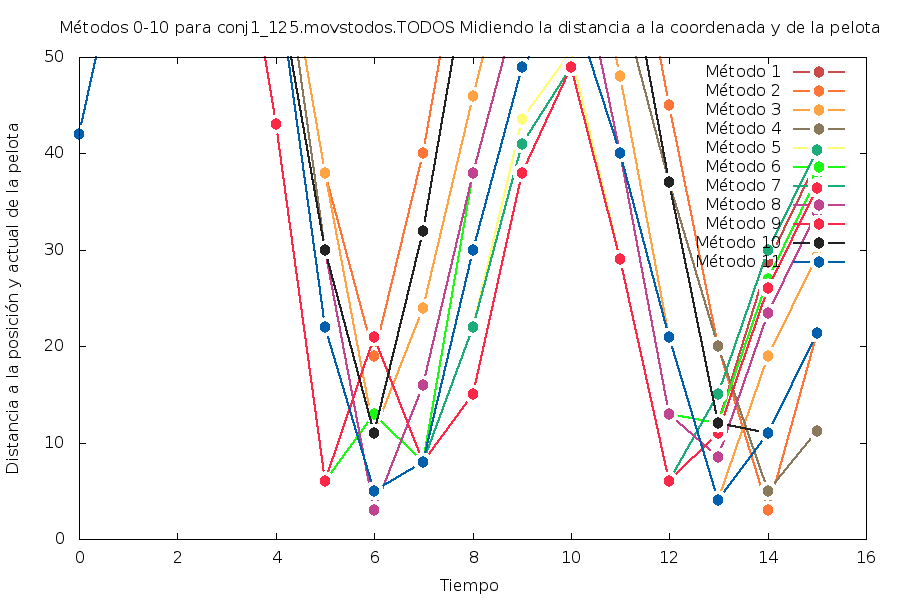 Métodos 0-10 para conj1_125.movstodos.TODOS Midiendo la distancia a la coordenada y de la pelota
50
40
30
20
10
0
0 2 4 6 8 10 12 14 16
Distancia a la posición y actual de la pelota
Tiempo
Método 1
Método 2
Método 3
Método 4
Método 5
Método 6
Método 7
Método 8
Método 9
Método 10
Método 11